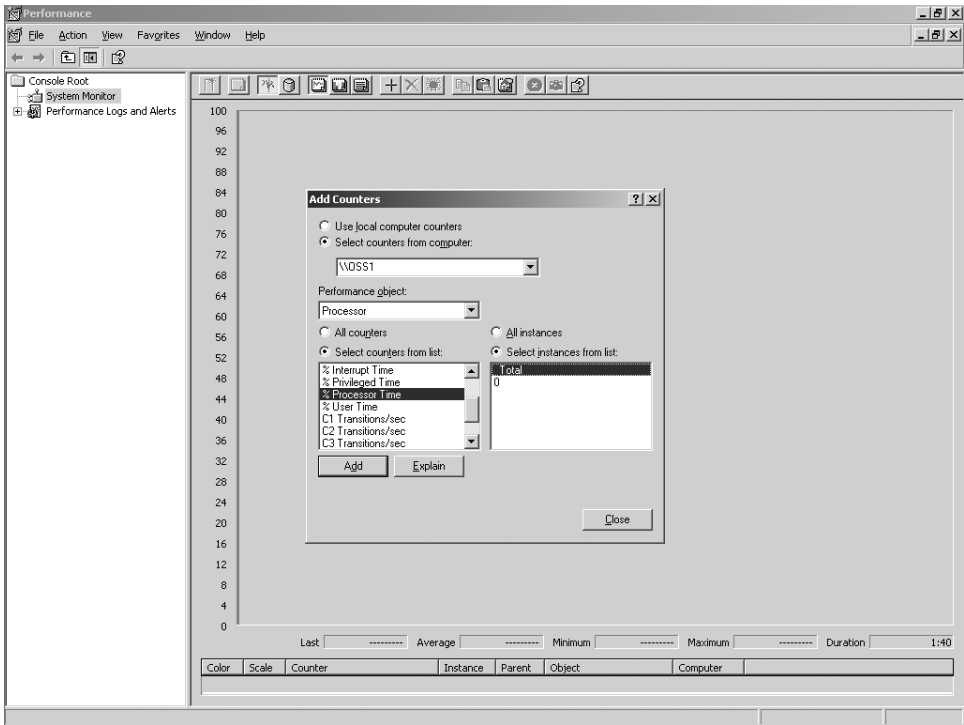 Performance
File Action View Favorites Window Help
Console Root
System Monitor
Performance Logs and Alerts
100
96
92
88
84
80
76
72
68
64
60
56
52
48
44
40
36
32
28
24
20
16
12
8
4
0
Add Counters
Use local computer counters
Select counters from computer:
\\OSS1
Performance object:
Processor
All counters
All instances
Select counters from list:
Select instances from list:
% Interrupt Time
% Privileged Time
% Processor Time
% User Time
C1 Transitions/sec
C2 Transitions/sec
C3 Transitions/sec
_Total
0
Add
Explain
Close
Last --------- Average --------- Minimum --------- Maximum --------- Duration 1:40
Color Scale Counter Instance Parent Object Computer